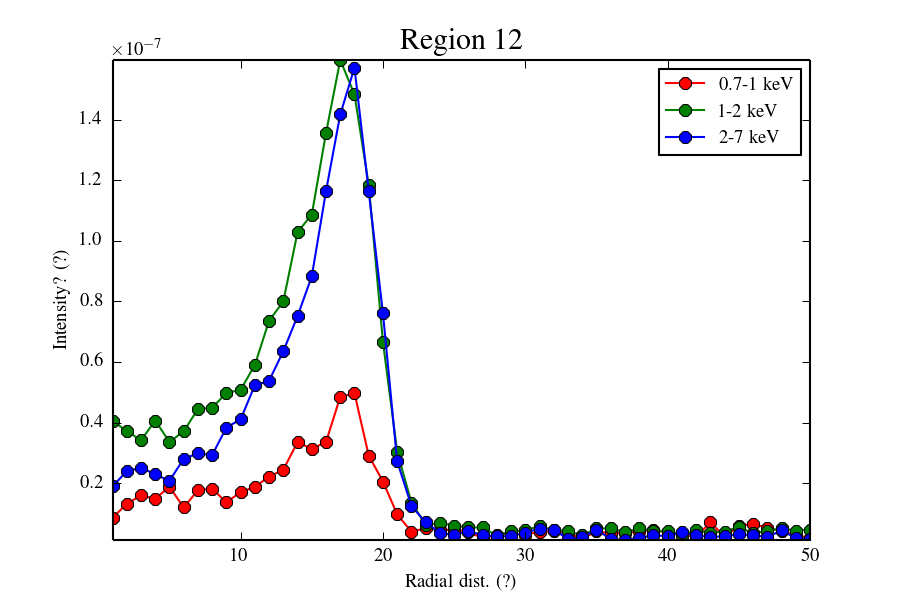 Region 12
×10⁻⁷
0.7-1 keV
1-2 keV
2-7 keV
1.4
1.2
1.0
0.8
0.6
0.4
0.2
Intensity? (?)
10 20 30 40 50
Radial dist. (?)